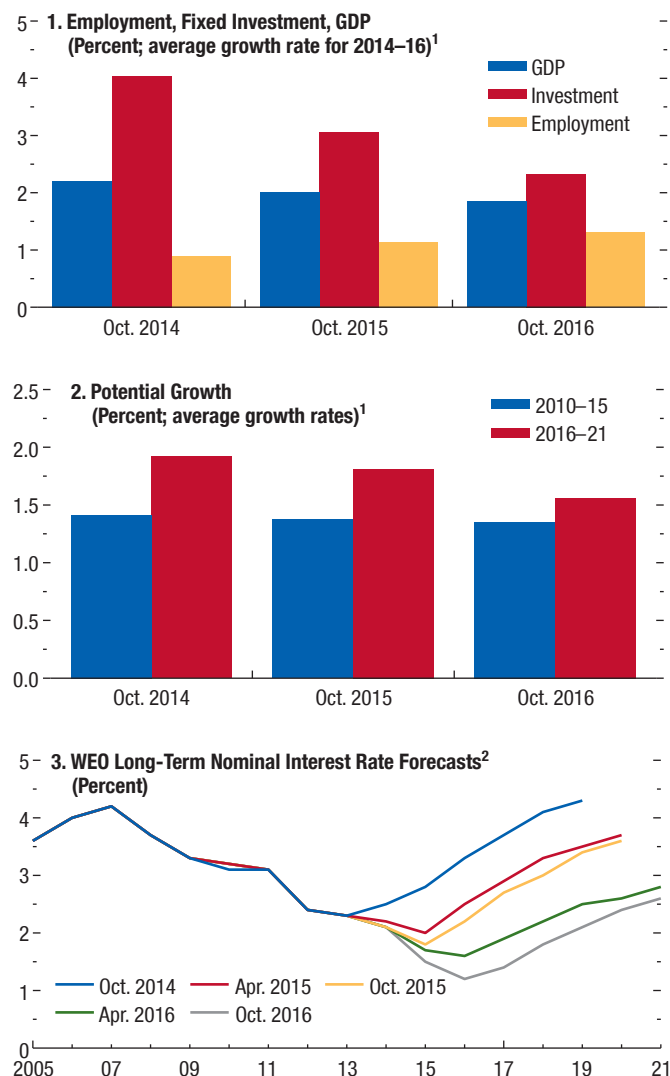 1. Employment, Fixed Investment, GDP
(Percent; average growth rate for 2014–16)1
GDP
Investment
Employment
5
4
3
2
1
0
Oct. 2014 Oct. 2015 Oct. 2016
2. Potential Growth
(Percent; average growth rates)1
2010–15
2016–21
2.5
2.0
1.5
1.0
0.5
0.0
Oct. 2014 Oct. 2015 Oct. 2016
3. WEO Long-Term Nominal Interest Rate Forecasts2
(Percent)
5
4
3
2
1
0
Oct. 2014 Apr. 2015 Oct. 2015
Apr. 2016 Oct. 2016
2005 07 09 11 13 15 17 19 21